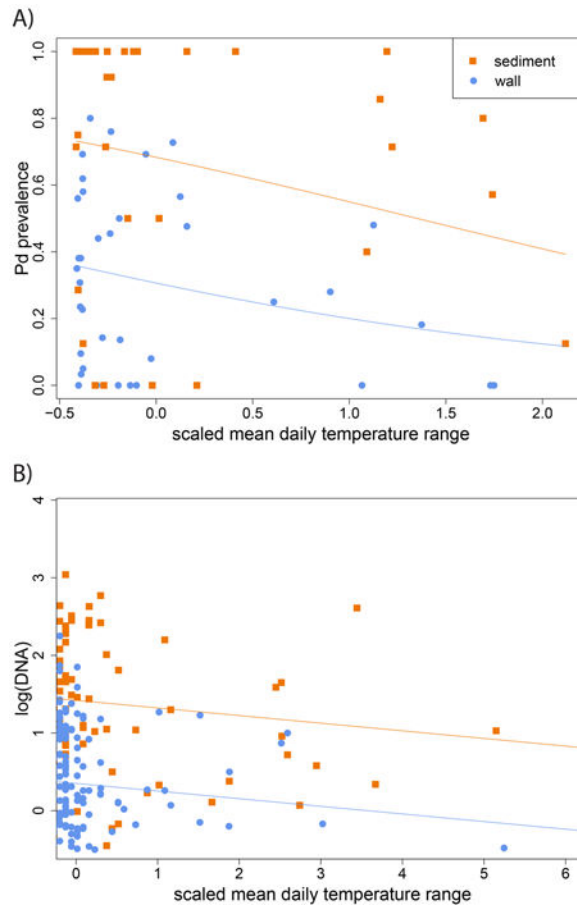 A)
sediment
wall
Pd prevalence
1.0
0.8
0.6
0.4
0.2
0.0
−0.5 0.0 0.5 1.0 1.5 2.0
scaled mean daily temperature range
B)
log(DNA)
4
3
2
1
0
0 1 2 3 4 5 6
scaled mean daily temperature range